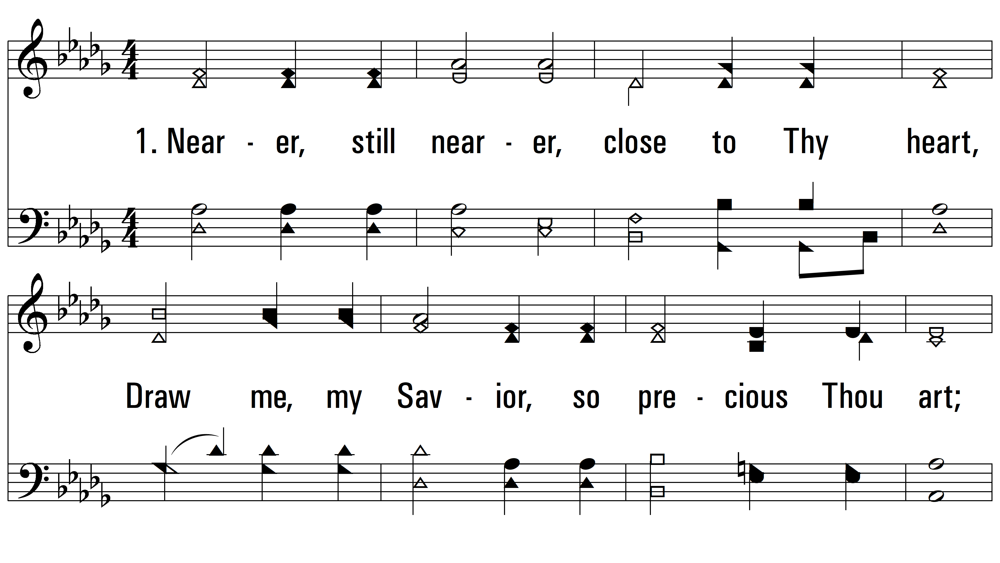 1. Near - er, still near - er, close to Thy heart,
Draw me, my Sav - ior, so pre - cious Thou art;